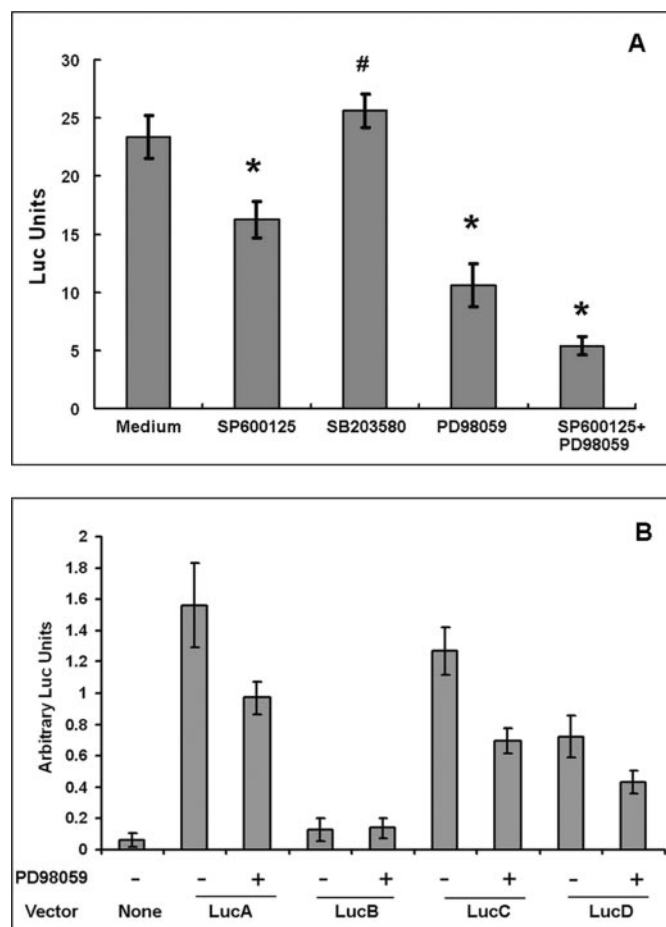 A
Luc Units
30
25
20
15
10
5
0
*
#
*
*
Medium SP600125 SB203580 PD98059 SP600125+
PD98059
B
Arbitrary Luc Units
2
1.8
1.6
1.4
1.2
1
0.8
0.6
0.4
0.2
0
PD98059 - - + - + - + - +
Vector None LucA LucB LucC LucD